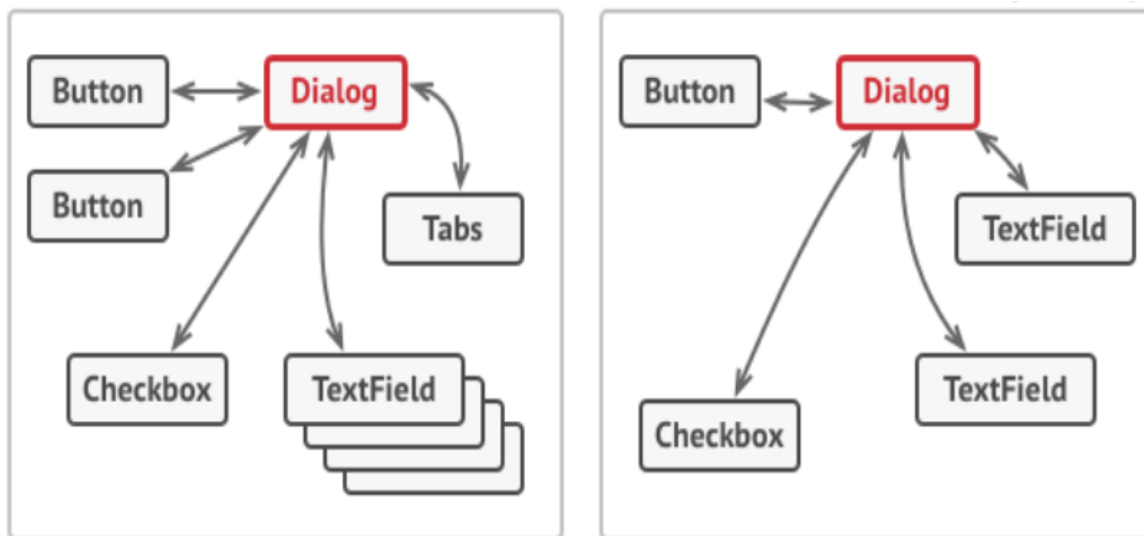 Button
Dialog
Button
Tabs
Checkbox
TextField
Button
Dialog
TextField
TextField
Checkbox